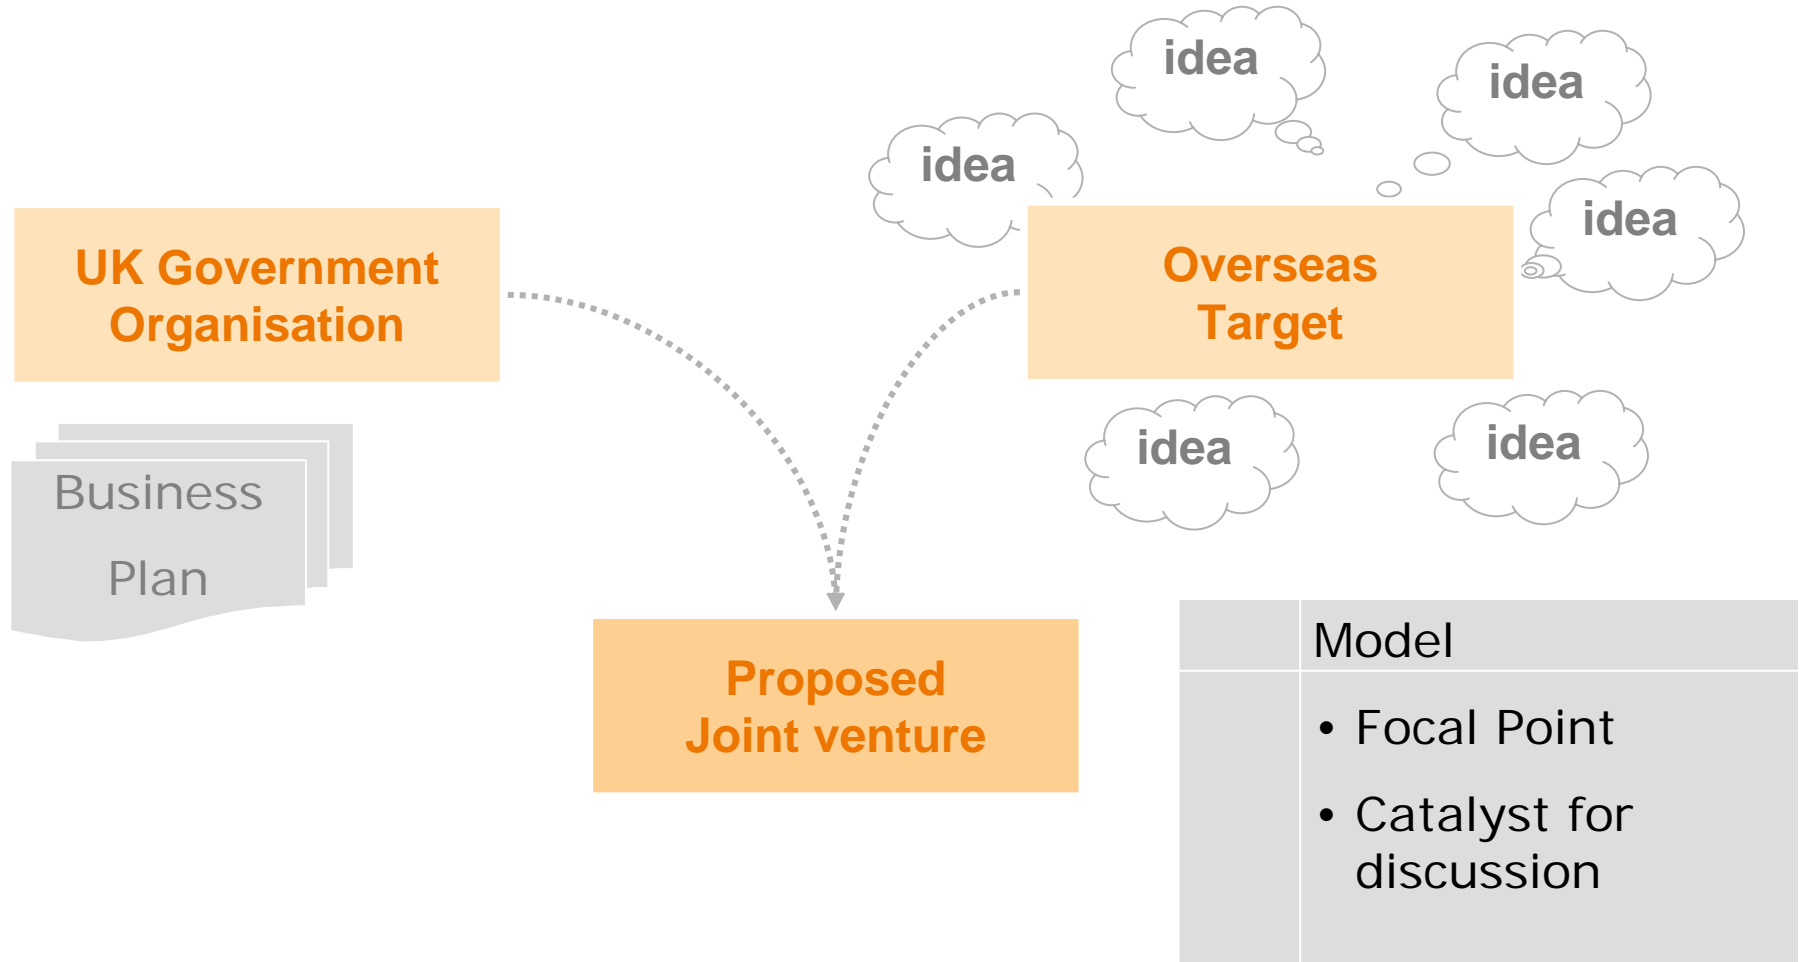 idea
idea
idea
idea
UK Government
Organisation
Overseas
Target
idea
idea
Business
Plan
Proposed
Joint venture
Model
• Focal Point
• Catalyst for
discussion